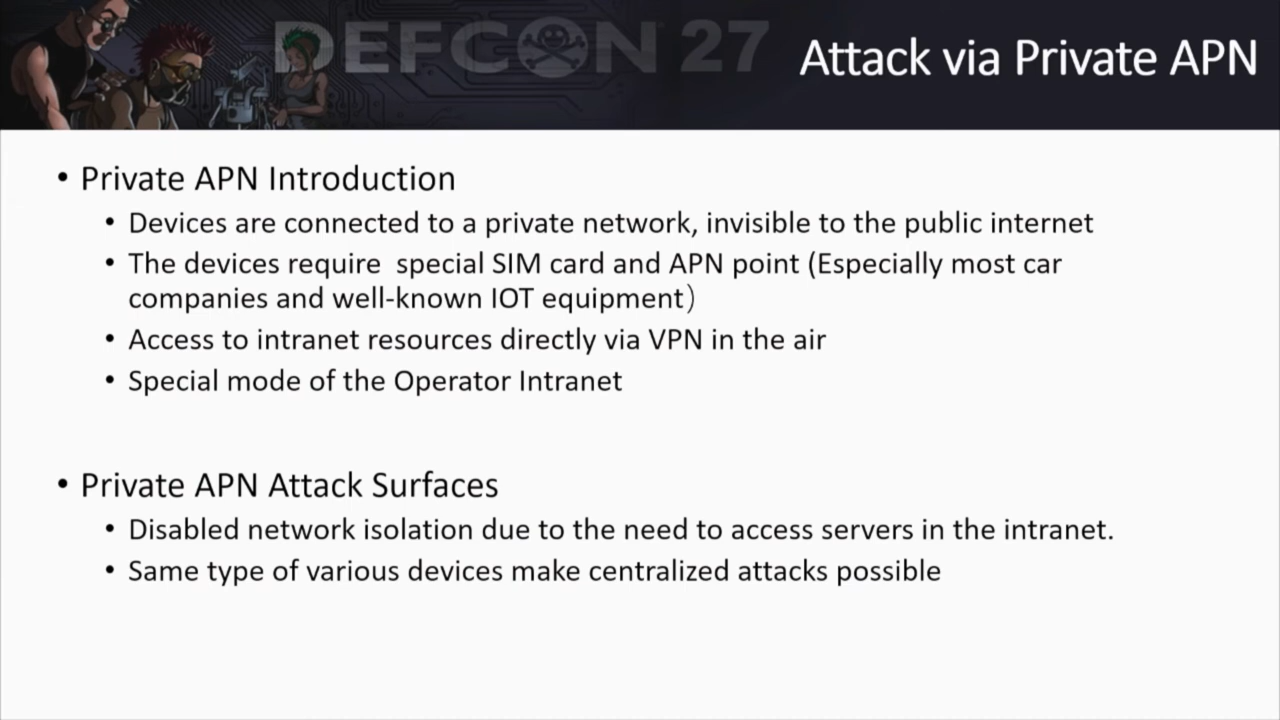 DEFCON 27
Attack via Private APN
• Private APN Introduction
• Devices are connected to a private network, invisible to the public internet
• The devices require  special SIM card and APN point (Especially most car
companies and well-known IOT equipment）
• Access to intranet resources directly via VPN in the air
• Special mode of the Operator Intranet
• Private APN Attack Surfaces
• Disabled network isolation due to the need to access servers in the intranet.
• Same type of various devices make centralized attacks possible